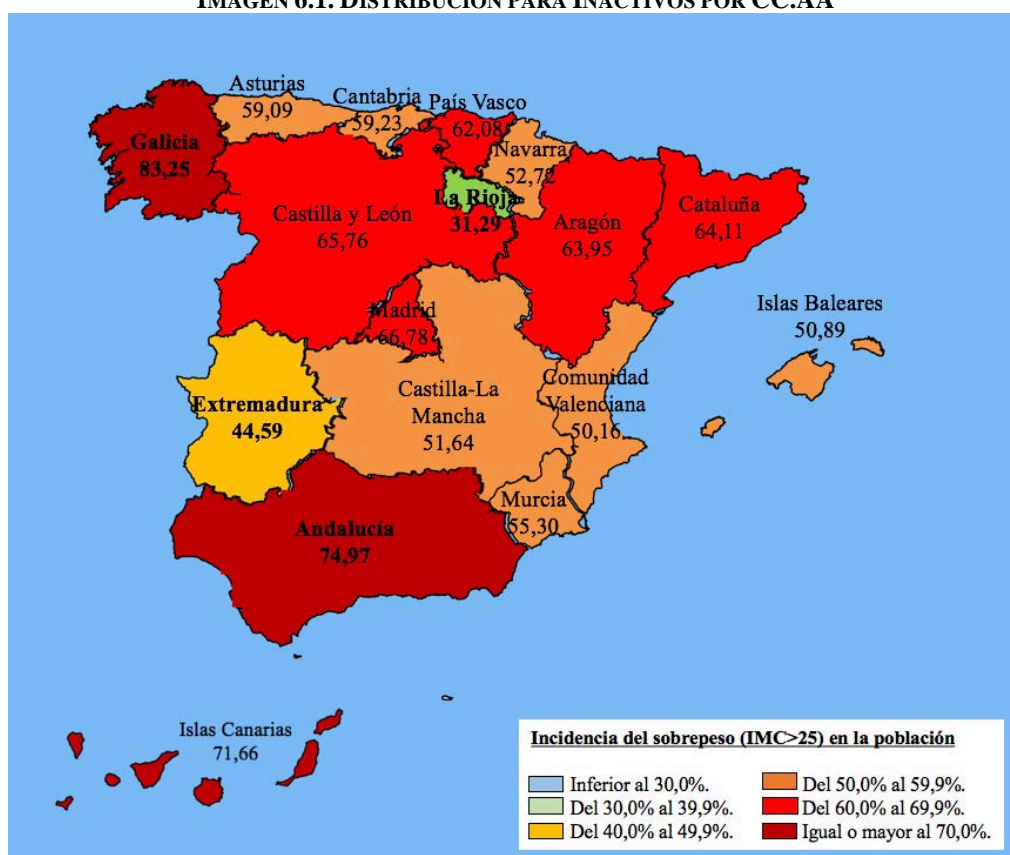 IMAGEN 6.1. DISTRIBUCIÓN PARA INACTIVOS POR CC.AA
Asturias
59,09
Cantabria
59,23
País Vasco
62,08
Galicia
83,25
Navarra
52,72
La Rioja
31,29
Castilla y León
65,76
Aragón
63,95
Cataluña
64,11
Madrid
66,78
Islas Baleares
50,89
Extremadura
44,59
Castilla-La
Mancha
51,64
Comunidad
Valenciana
50,16
Murcia
55,30
Andalucía
74,97
Islas Canarias
71,66
Incidencia del sobrepeso (IMC>25) en la población
Inferior al 30,0%.
Del 30,0% al 39,9%.
Del 40,0% al 49,9%.
Del 50,0% al 59,9%.
Del 60,0% al 69,9%.
Igual o mayor al 70,0%.